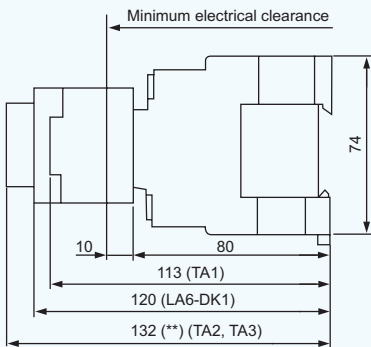 Minimum electrical clearance
74
10
80
113 (TA1)
120 (LA6-DK1)
132 (**) (TA2, TA3)